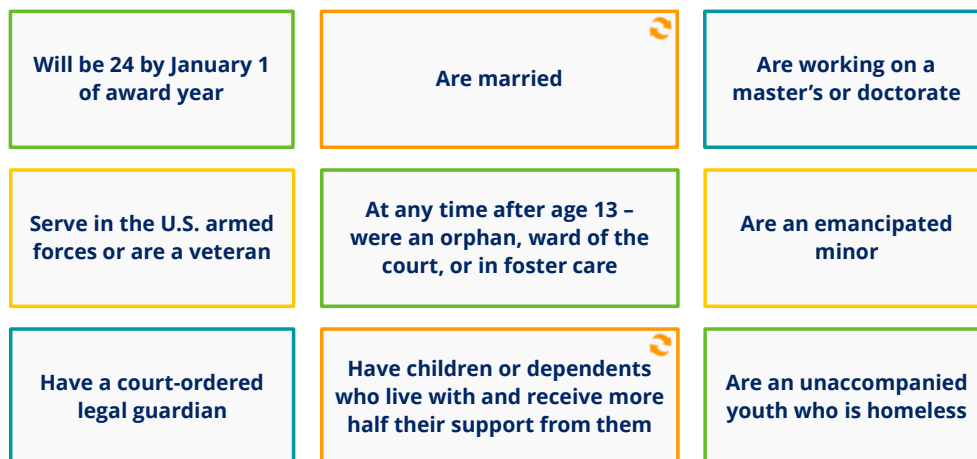 Will be 24 by January 1
of award year
Are married
Are working on a
master’s or doctorate
Serve in the U.S. armed
forces or are a veteran
At any time after age 13 –
were an orphan, ward of the
court, or in foster care
Are an emancipated
minor
Have a court-ordered
legal guardian
Have children or dependents
who live with and receive more
half their support from them
Are an unaccompanied
youth who is homeless